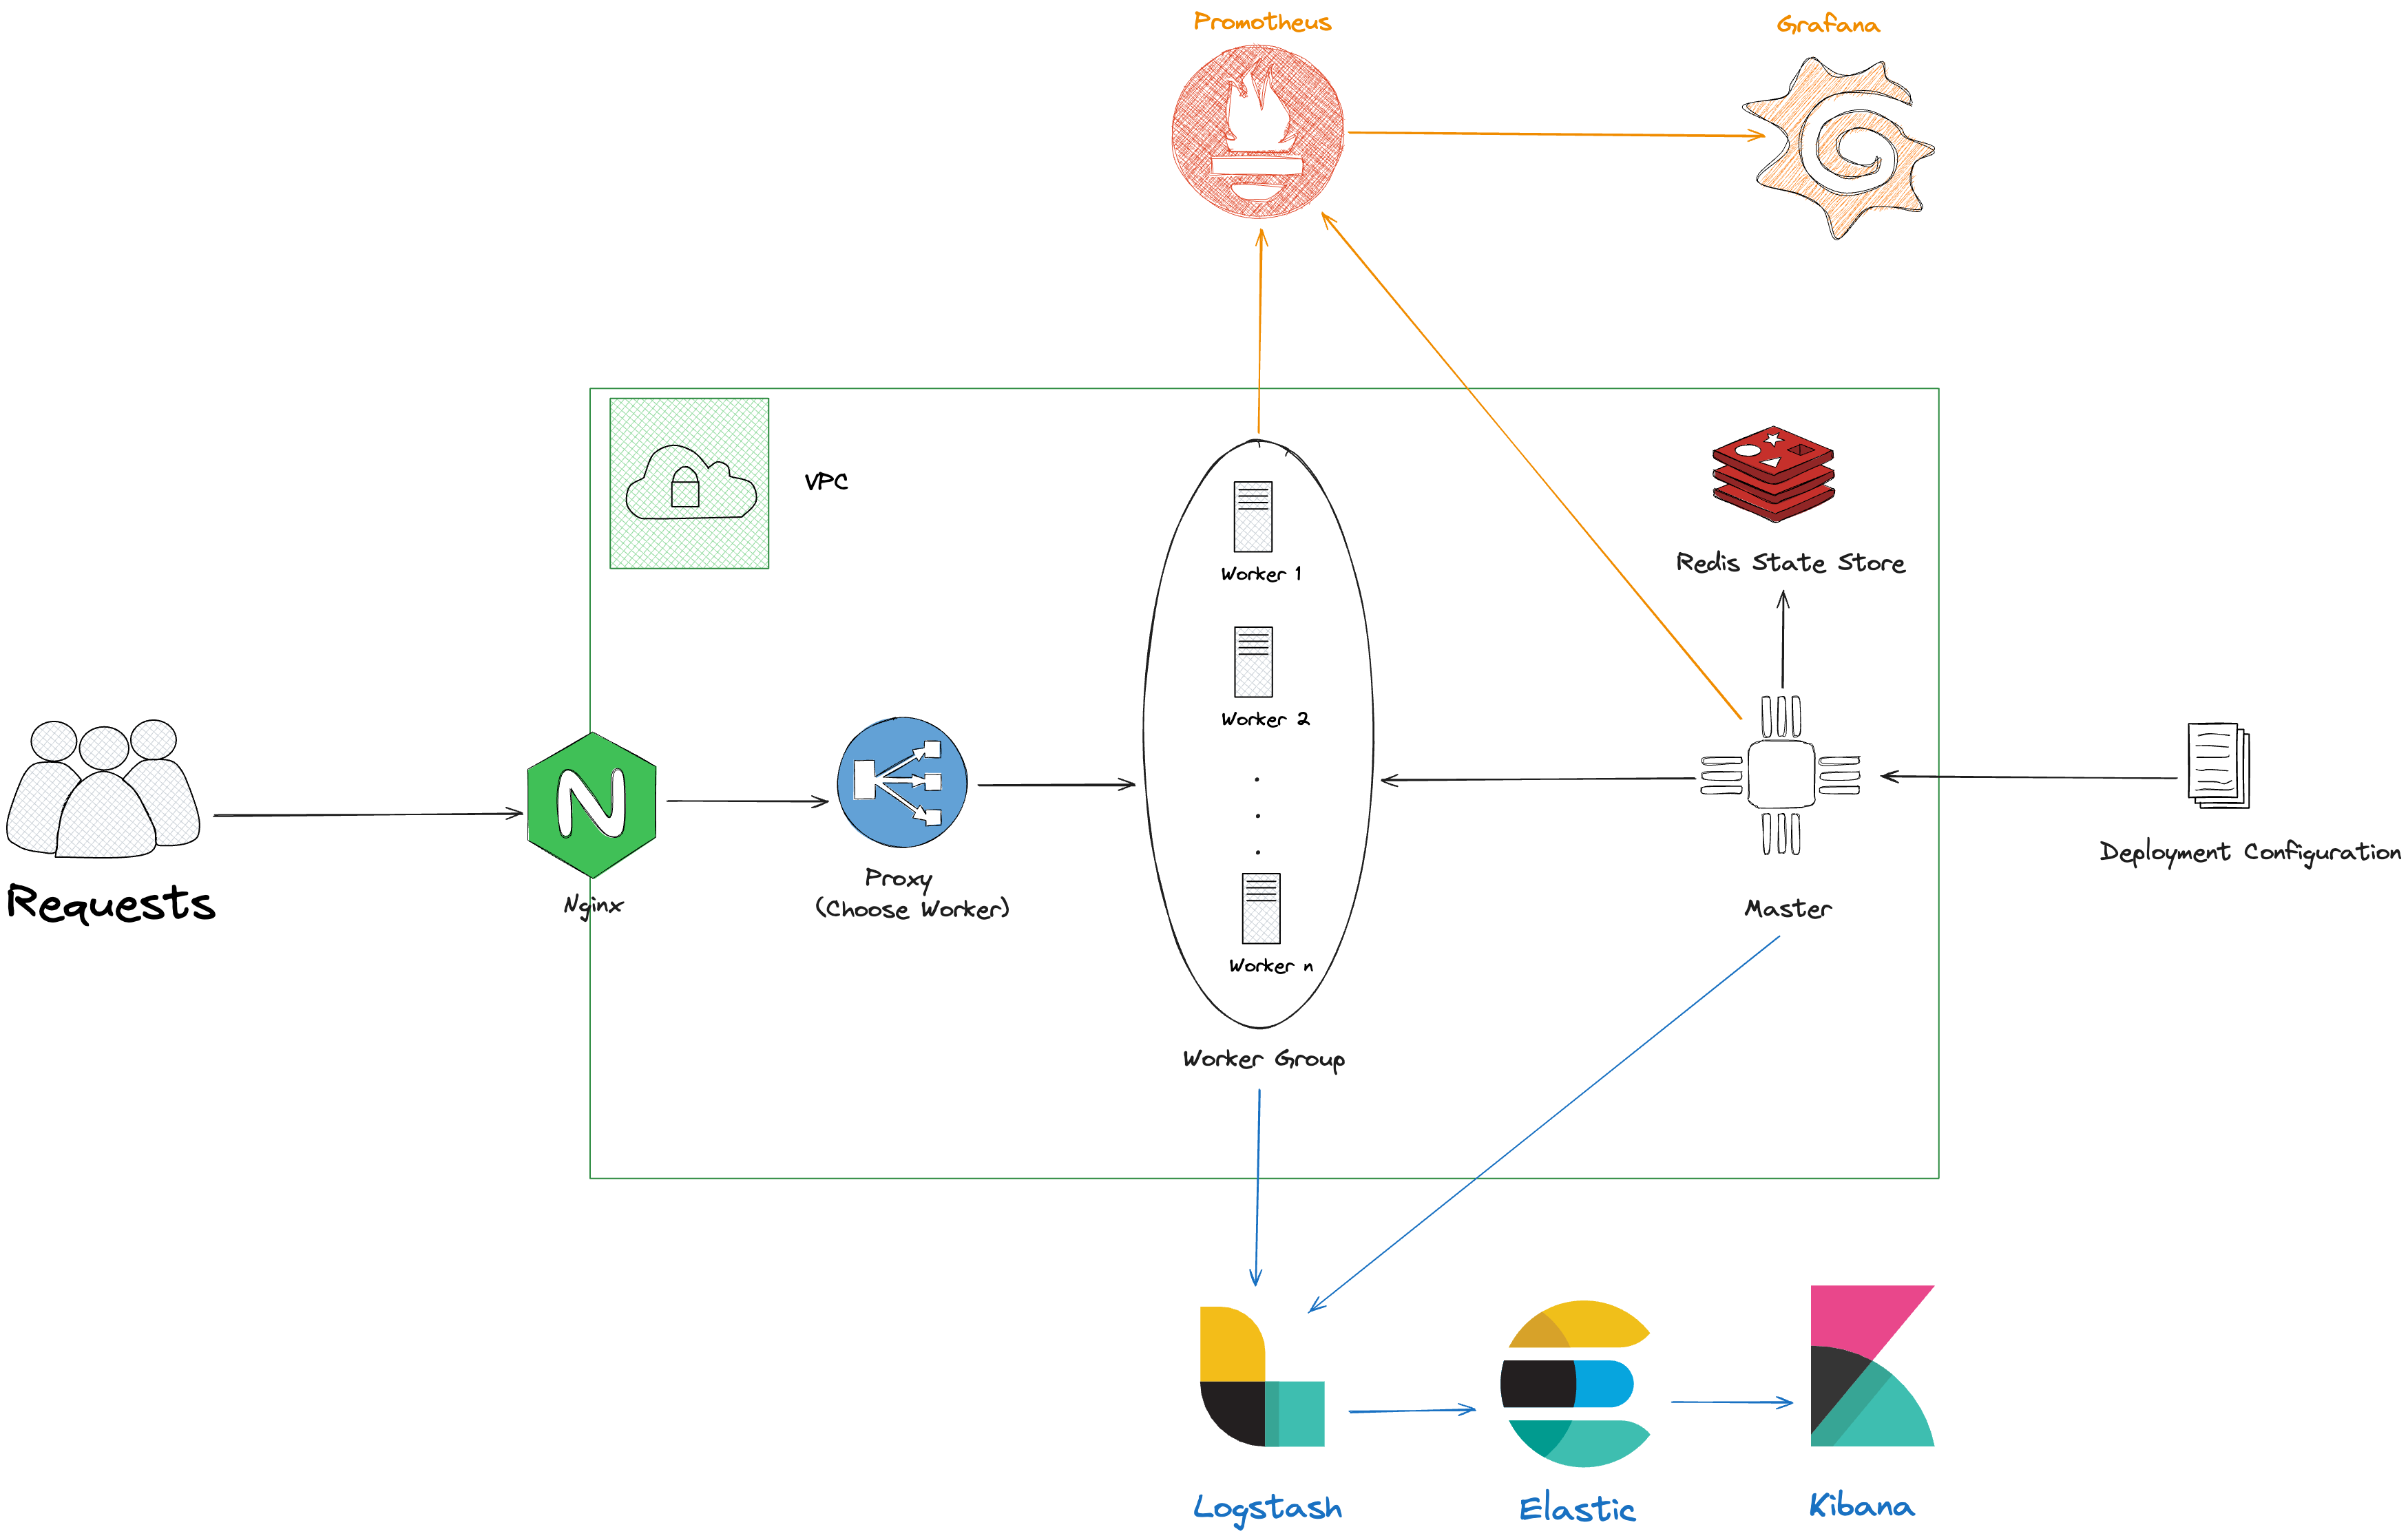 Prometheus
Grafana
VPC
Worker 1
Redis State Store
Worker 2
Requests
Nginx
Proxy
(Choose Worker)
Worker n
Worker Group
Master
Deployment Configuration
Logstash
Elastic
Kibana